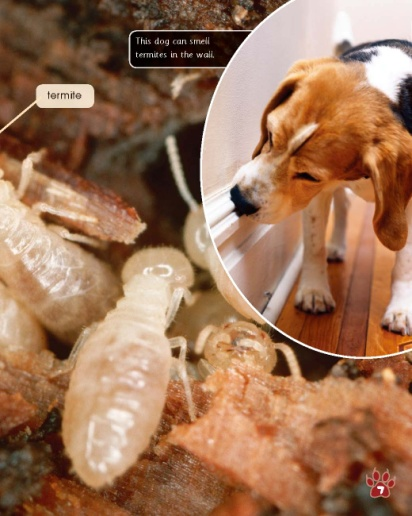 This dog can smell
termites in the wall.
termite
7